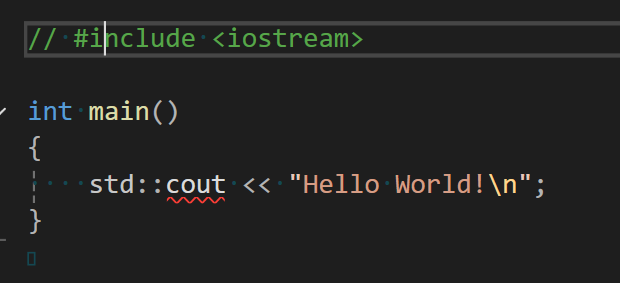 // #include <iostream>
int main()
{
    std::cout << "Hello World!\n";
}